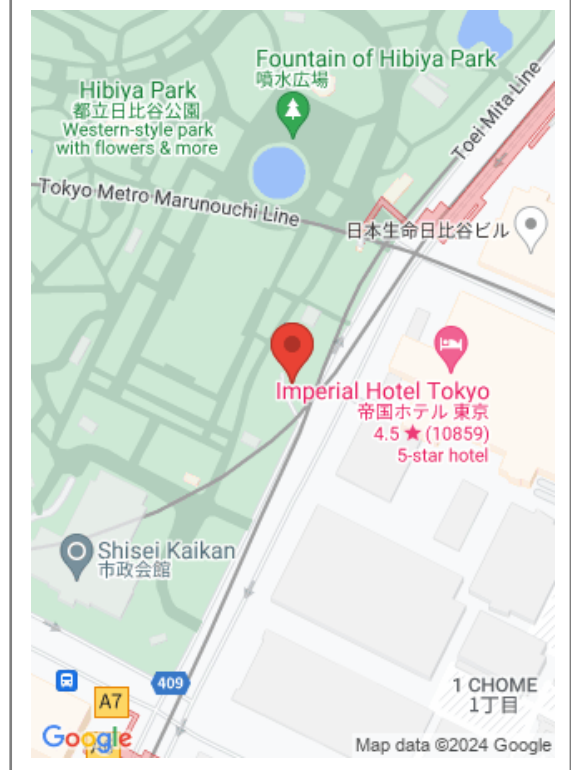 Fountain of Hibiya Park
噴水広場
Hibiya Park
都立日比谷公園
Western-style park
with flowers & more
Toei Mita Line
Tokyo Metro Marunouchi Line
日本生命日比谷ビル
Imperial Hotel Tokyo
帝国ホテル 東京
4.5 ★ (10859)
5-star hotel
Shisei Kaikan
市政会館
409
A7
1 CHOME
1丁目
Google
Map data ©2024 Google